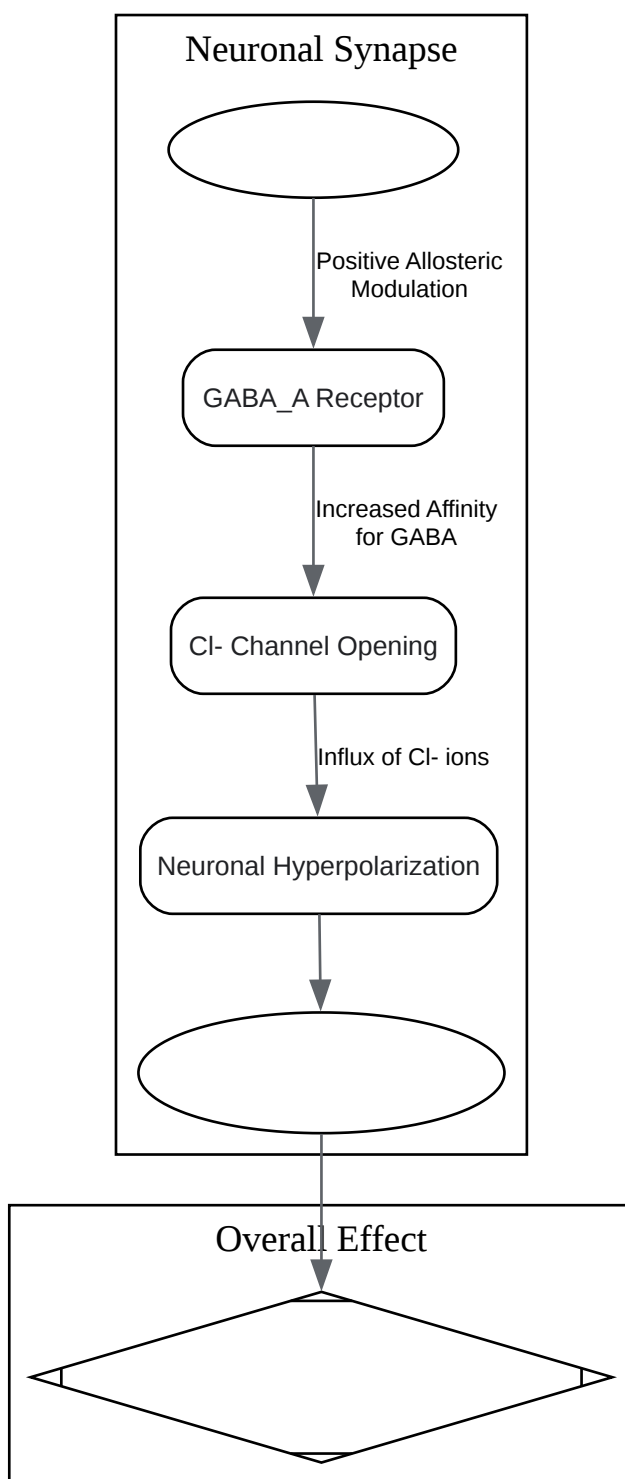 Neuronal Synapse
Positive Allosteric
Modulation
GABA_A Receptor
Increased Affinity
for GABA
Cl- Channel Opening
Influx of Cl- ions
Neuronal Hyperpolarization
Overall Effect